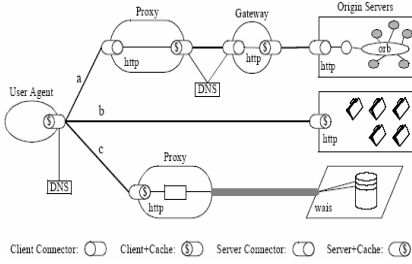 Proxy
Gateway
Origin Servers
$
$
http
http
http
orb
a
DNS
User Agent
$
b
$
http
c
DNS
Proxy
$
http
wais
Client Connector:
Client+Cache: $
Server Connector:
Server+Cache: $